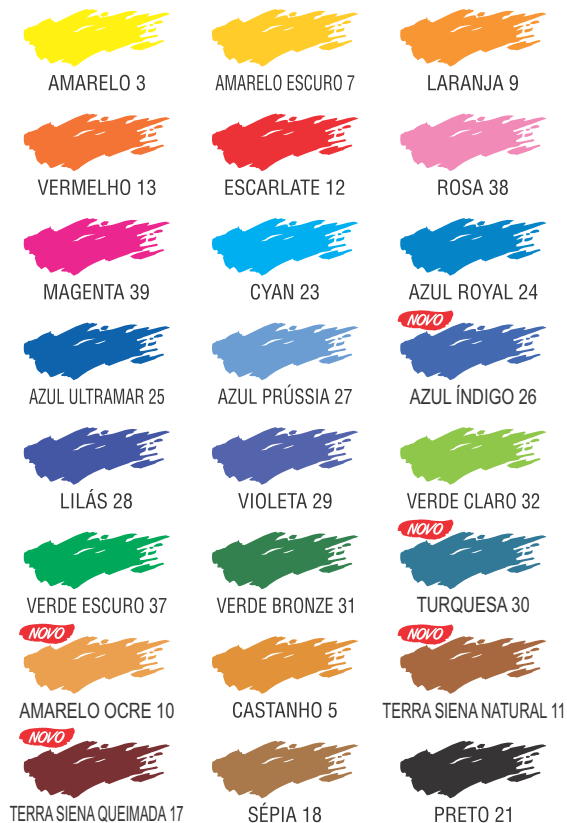 AMARELO 3
AMARELO ESCURO 7
LARANJA 9
VERMELHO 13
ESCARLATE 12
ROSA 38
MAGENTA 39
CYAN 23
AZUL ROYAL 24
AZUL ULTRAMAR 25
AZUL PRÚSSIA 27
NOVO
AZUL ÍNDIGO 26
LILÁS 28
VIOLETA 29
VERDE CLARO 32
VERDE ESCURO 37
VERDE BRONZE 31
NOVO
TURQUESA 30
NOVO
AMARELO OCRE 10
CASTANHO 5
NOVO
TERRA SIENA NATURAL 11
NOVO
TERRA SIENA QUEIMADA 17
SÉPIA 18
PRETO 21